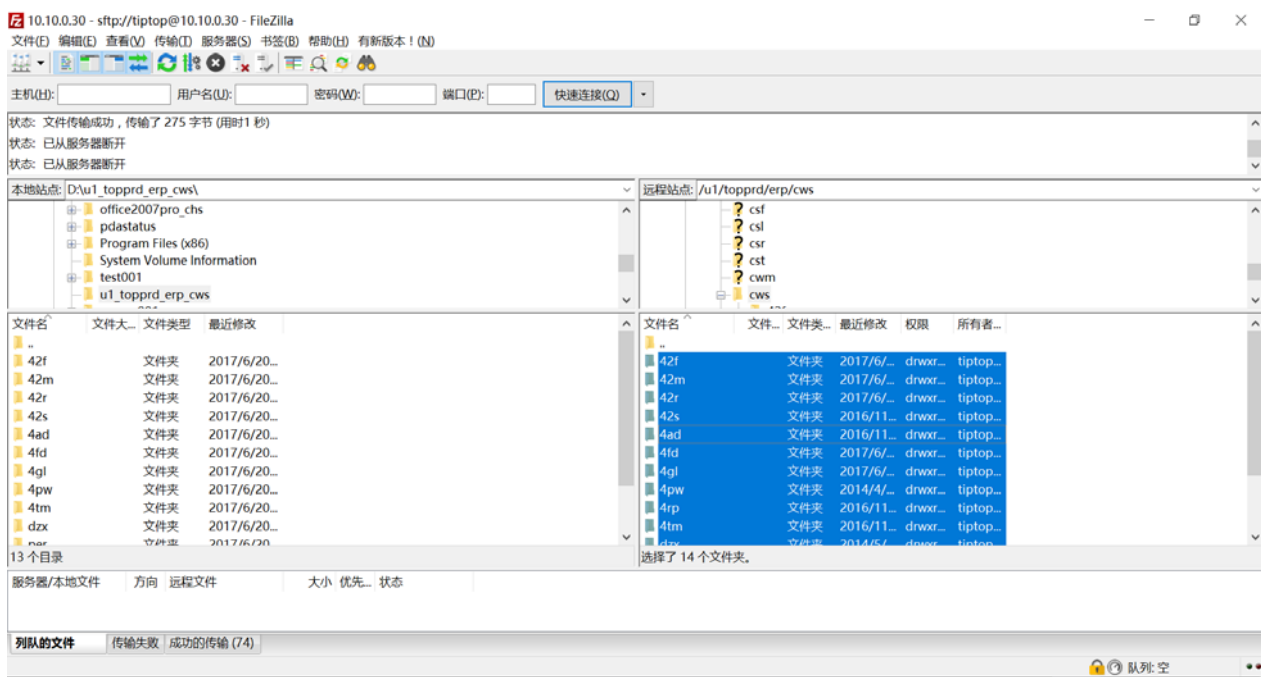 10.10.0.30 - sftp://tiptop@10.10.0.30 - FileZilla
文件(F) 编辑(E) 查看(V) 传输(T) 服务器(S) 书签(B) 帮助(H) 有新版本！(N)
主机(H): 用户名(U): 密码(W): 端口(P): 快速连接(Q)
状态: 文件传输成功，传输了 275 字节 (用时1 秒)
状态: 已从服务器断开
状态: 已从服务器断开
本地站点: D:\u1_topprd_erp_cws\
office2007pro_chs
pdastatus
Program Files (x86)
System Volume Information
test001
u1_topprd_erp_cws
文件名 文件大... 文件类型 最近修改
..
42f 文件夹 2017/6/20...
42m 文件夹 2017/6/20...
42r 文件夹 2017/6/20...
42s 文件夹 2017/6/20...
4ad 文件夹 2017/6/20...
4fd 文件夹 2017/6/20...
4gl 文件夹 2017/6/20...
4pw 文件夹 2017/6/20...
4tm 文件夹 2017/6/20...
dzx 文件夹 2017/6/20...
per 文件夹 2017/6/20
13 个目录
远程站点: /u1/topprd/erp/cws
csf
csl
csr
cst
cwm
cws
文件名 文件... 文件类... 最近修改 权限 所有者...
..
42f 文件夹 2017/6/... drwxr... tiptop...
42m 文件夹 2017/6/... drwxr... tiptop...
42r 文件夹 2017/6/... drwxr... tiptop...
42s 文件夹 2016/11... drwxr... tiptop...
4ad 文件夹 2016/11... drwxr... tiptop...
4fd 文件夹 2017/6/... drwxr... tiptop...
4gl 文件夹 2017/6/... drwxr... tiptop...
4pw 文件夹 2014/4/... drwxr... tiptop...
4rp 文件夹 2016/11... drwxr... tiptop...
4tm 文件夹 2016/11... drwxr... tiptop...
dzx 文件夹 2014/5/ drwxr tiptop
选择了 14 个文件夹。
服务器/本地文件 方向 远程文件 大小 优先... 状态
列队的文件 传输失败 成功的传输 (74)
队列: 空